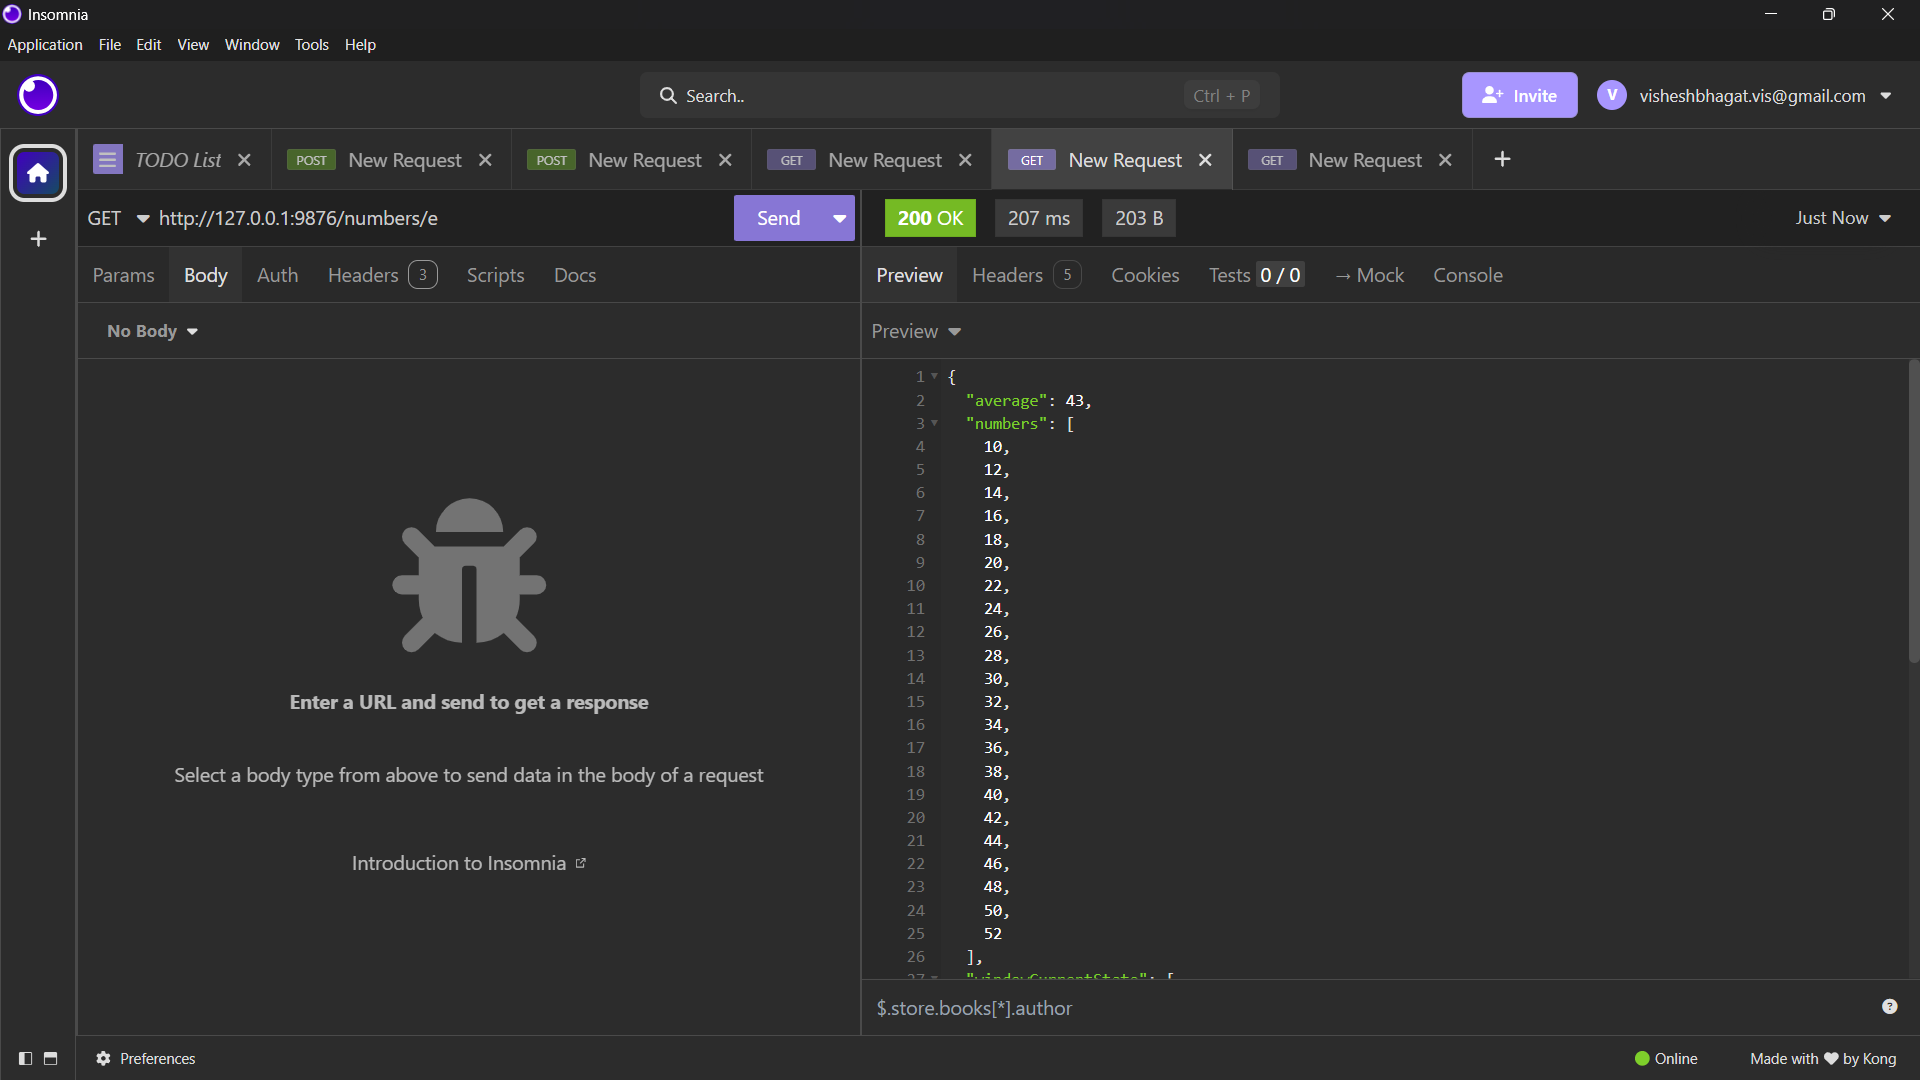 Insomnia
Application File Edit View Window Tools Help
Search.. Ctrl + P Invite V visheshbhagat.vis@gmail.com
TODO List POST New Request POST New Request GET New Request GET New Request GET New Request
GET http://127.0.0.1:9876/numbers/e Send 200 OK 207 ms 203 B Just Now
Params Body Auth Headers 3 Scripts Docs
Preview Headers 5 Cookies Tests 0 / 0 → Mock Console
No Body
Preview
Enter a URL and send to get a response
Select a body type from above to send data in the body of a request
Introduction to Insomnia
1 {
2 "average": 43,
3 "numbers": [
4 10,
5 12,
6 14,
7 16,
8 18,
9 20,
10 22,
11 24,
12 26,
13 28,
14 30,
15 32,
16 34,
17 36,
18 38,
19 40,
20 42,
21 44,
22 46,
23 48,
24 50,
25 52
26 ],
27 "windowCurrentState": [
$.store.books[*].author
Preferences Online Made with ❤ by Kong